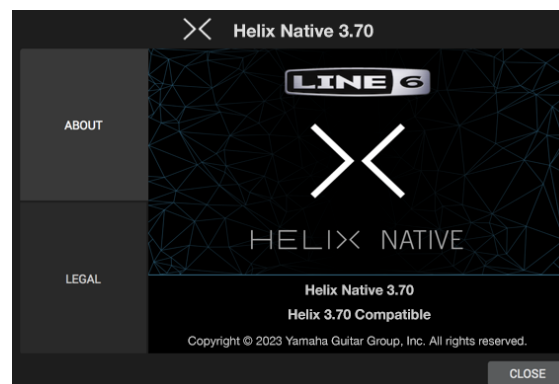 Helix Native 3.70
LINE 6
ABOUT
HELIX NATIVE
LEGAL
Helix Native 3.70
Helix 3.70 Compatible
Copyright © 2023 Yamaha Guitar Group, Inc. All rights reserved.
CLOSE